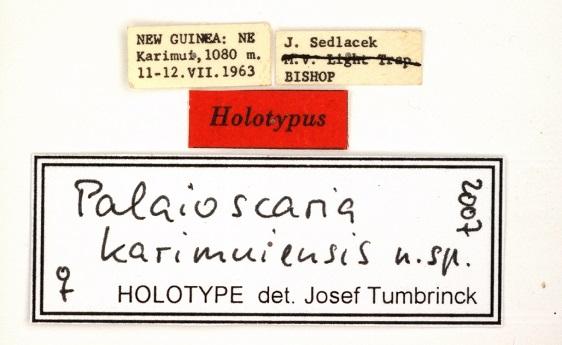 NEW GUINEA: NE
Karimui, 1080 m.
11-12.VII.1963
J. Sedlacek
M.V. Light Trap
BISHOP
Holotypus
Palaioscaria
karimuiensis n.sp.
2007
♀ HOLOTYPE det. Josef Tumbrinck